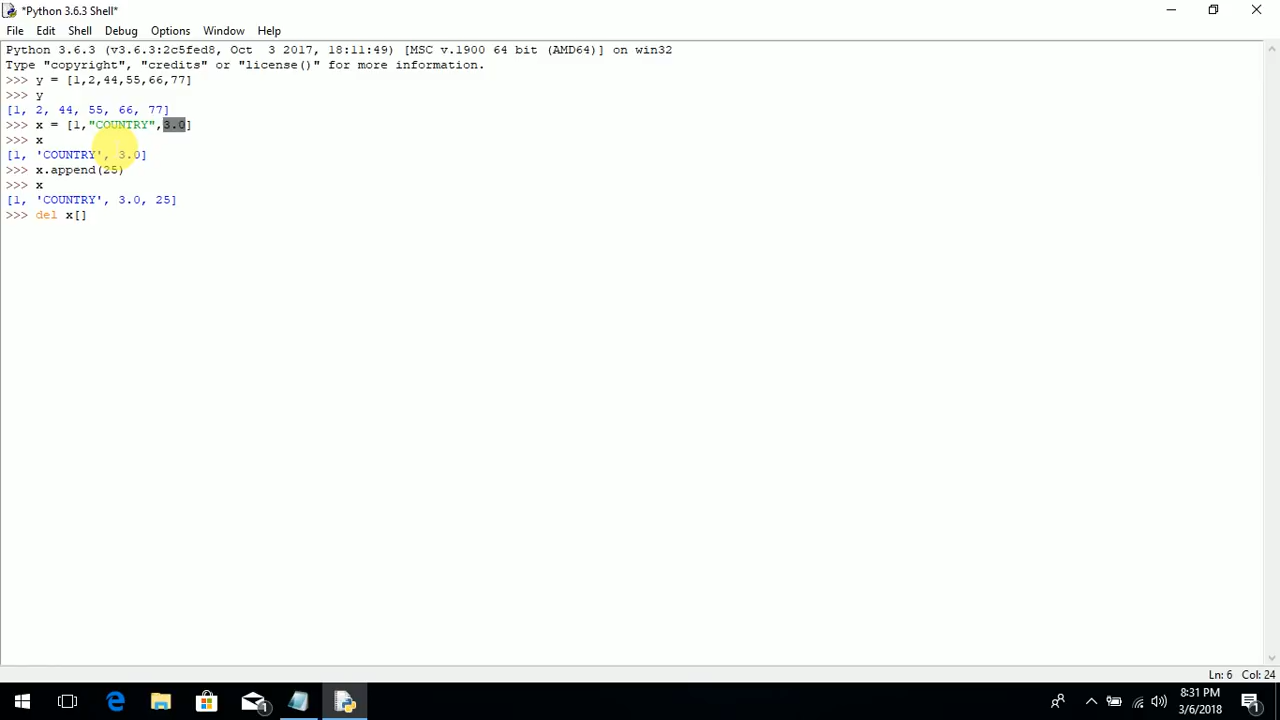 *Python 3.6.3 Shell*
File Edit Shell Debug Options Window Help
Python 3.6.3 (v3.6.3:2c5fed8, Oct  3 2017, 18:11:49) [MSC v.1900 64 bit (AMD64)] on win32
Type "copyright", "credits" or "license()" for more information.
>>> y = [1,2,44,55,66,77]
>>> y
[1, 2, 44, 55, 66, 77]
>>> x = [1,"COUNTRY",3.0]
>>> x
[1, 'COUNTRY', 3.0]
>>> x.append(25)
>>> x
[1, 'COUNTRY', 3.0, 25]
>>> del x[]
Ln: 6 Col: 24
1
8:31 PM
3/6/2018
1